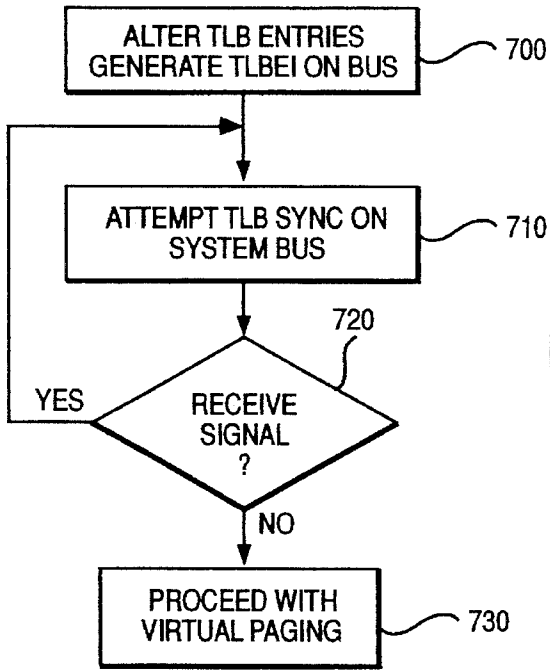 ALTER TLB ENTRIES
GENERATE TLBEI ON BUS
700
ATTEMPT TLB SYNC ON
SYSTEM BUS
710
720
YES
RECEIVE
SIGNAL
?
NO
PROCEED WITH
VIRTUAL PAGING
730